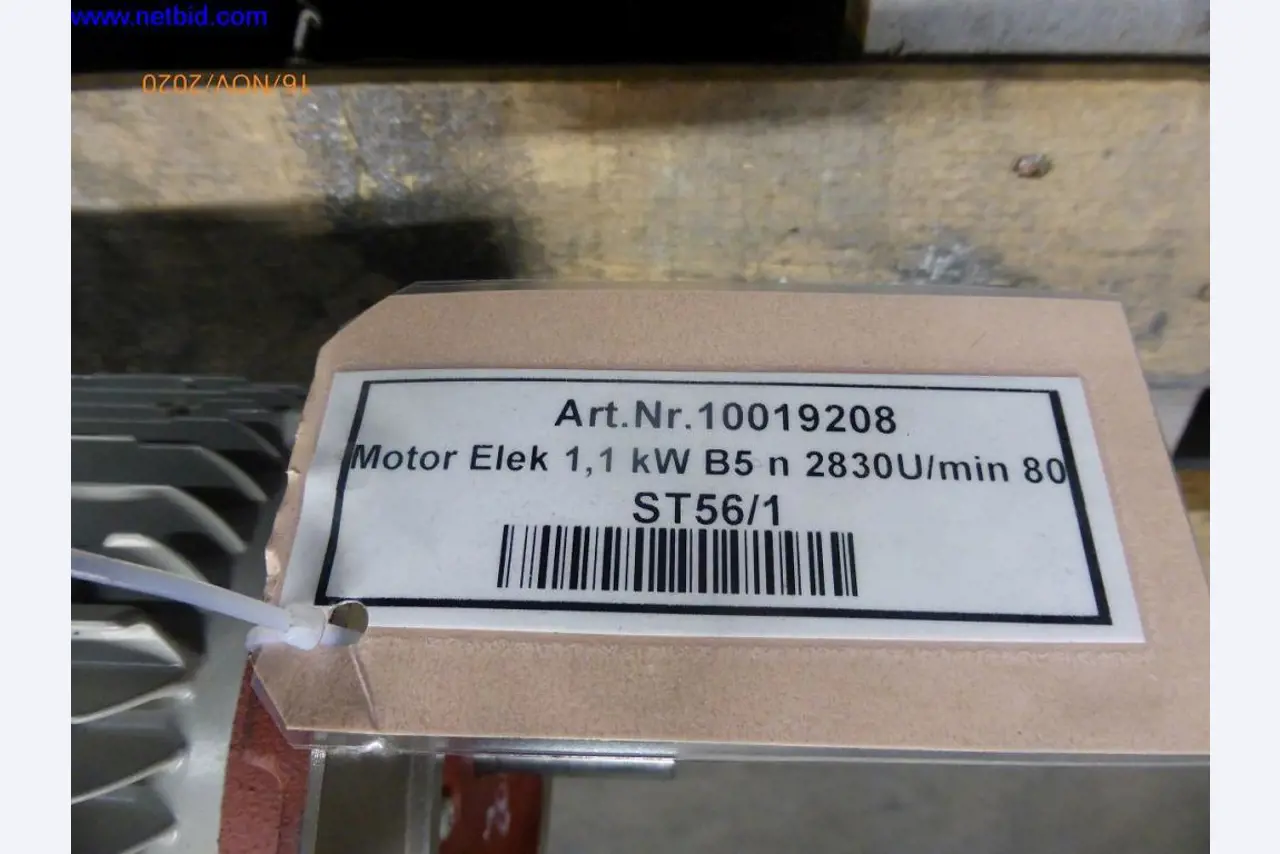 www.netbid.com
16/NOV/2020
Art.Nr.10019208
Motor Elek 1,1 kW B5 n 2830U/min 80
ST56/1